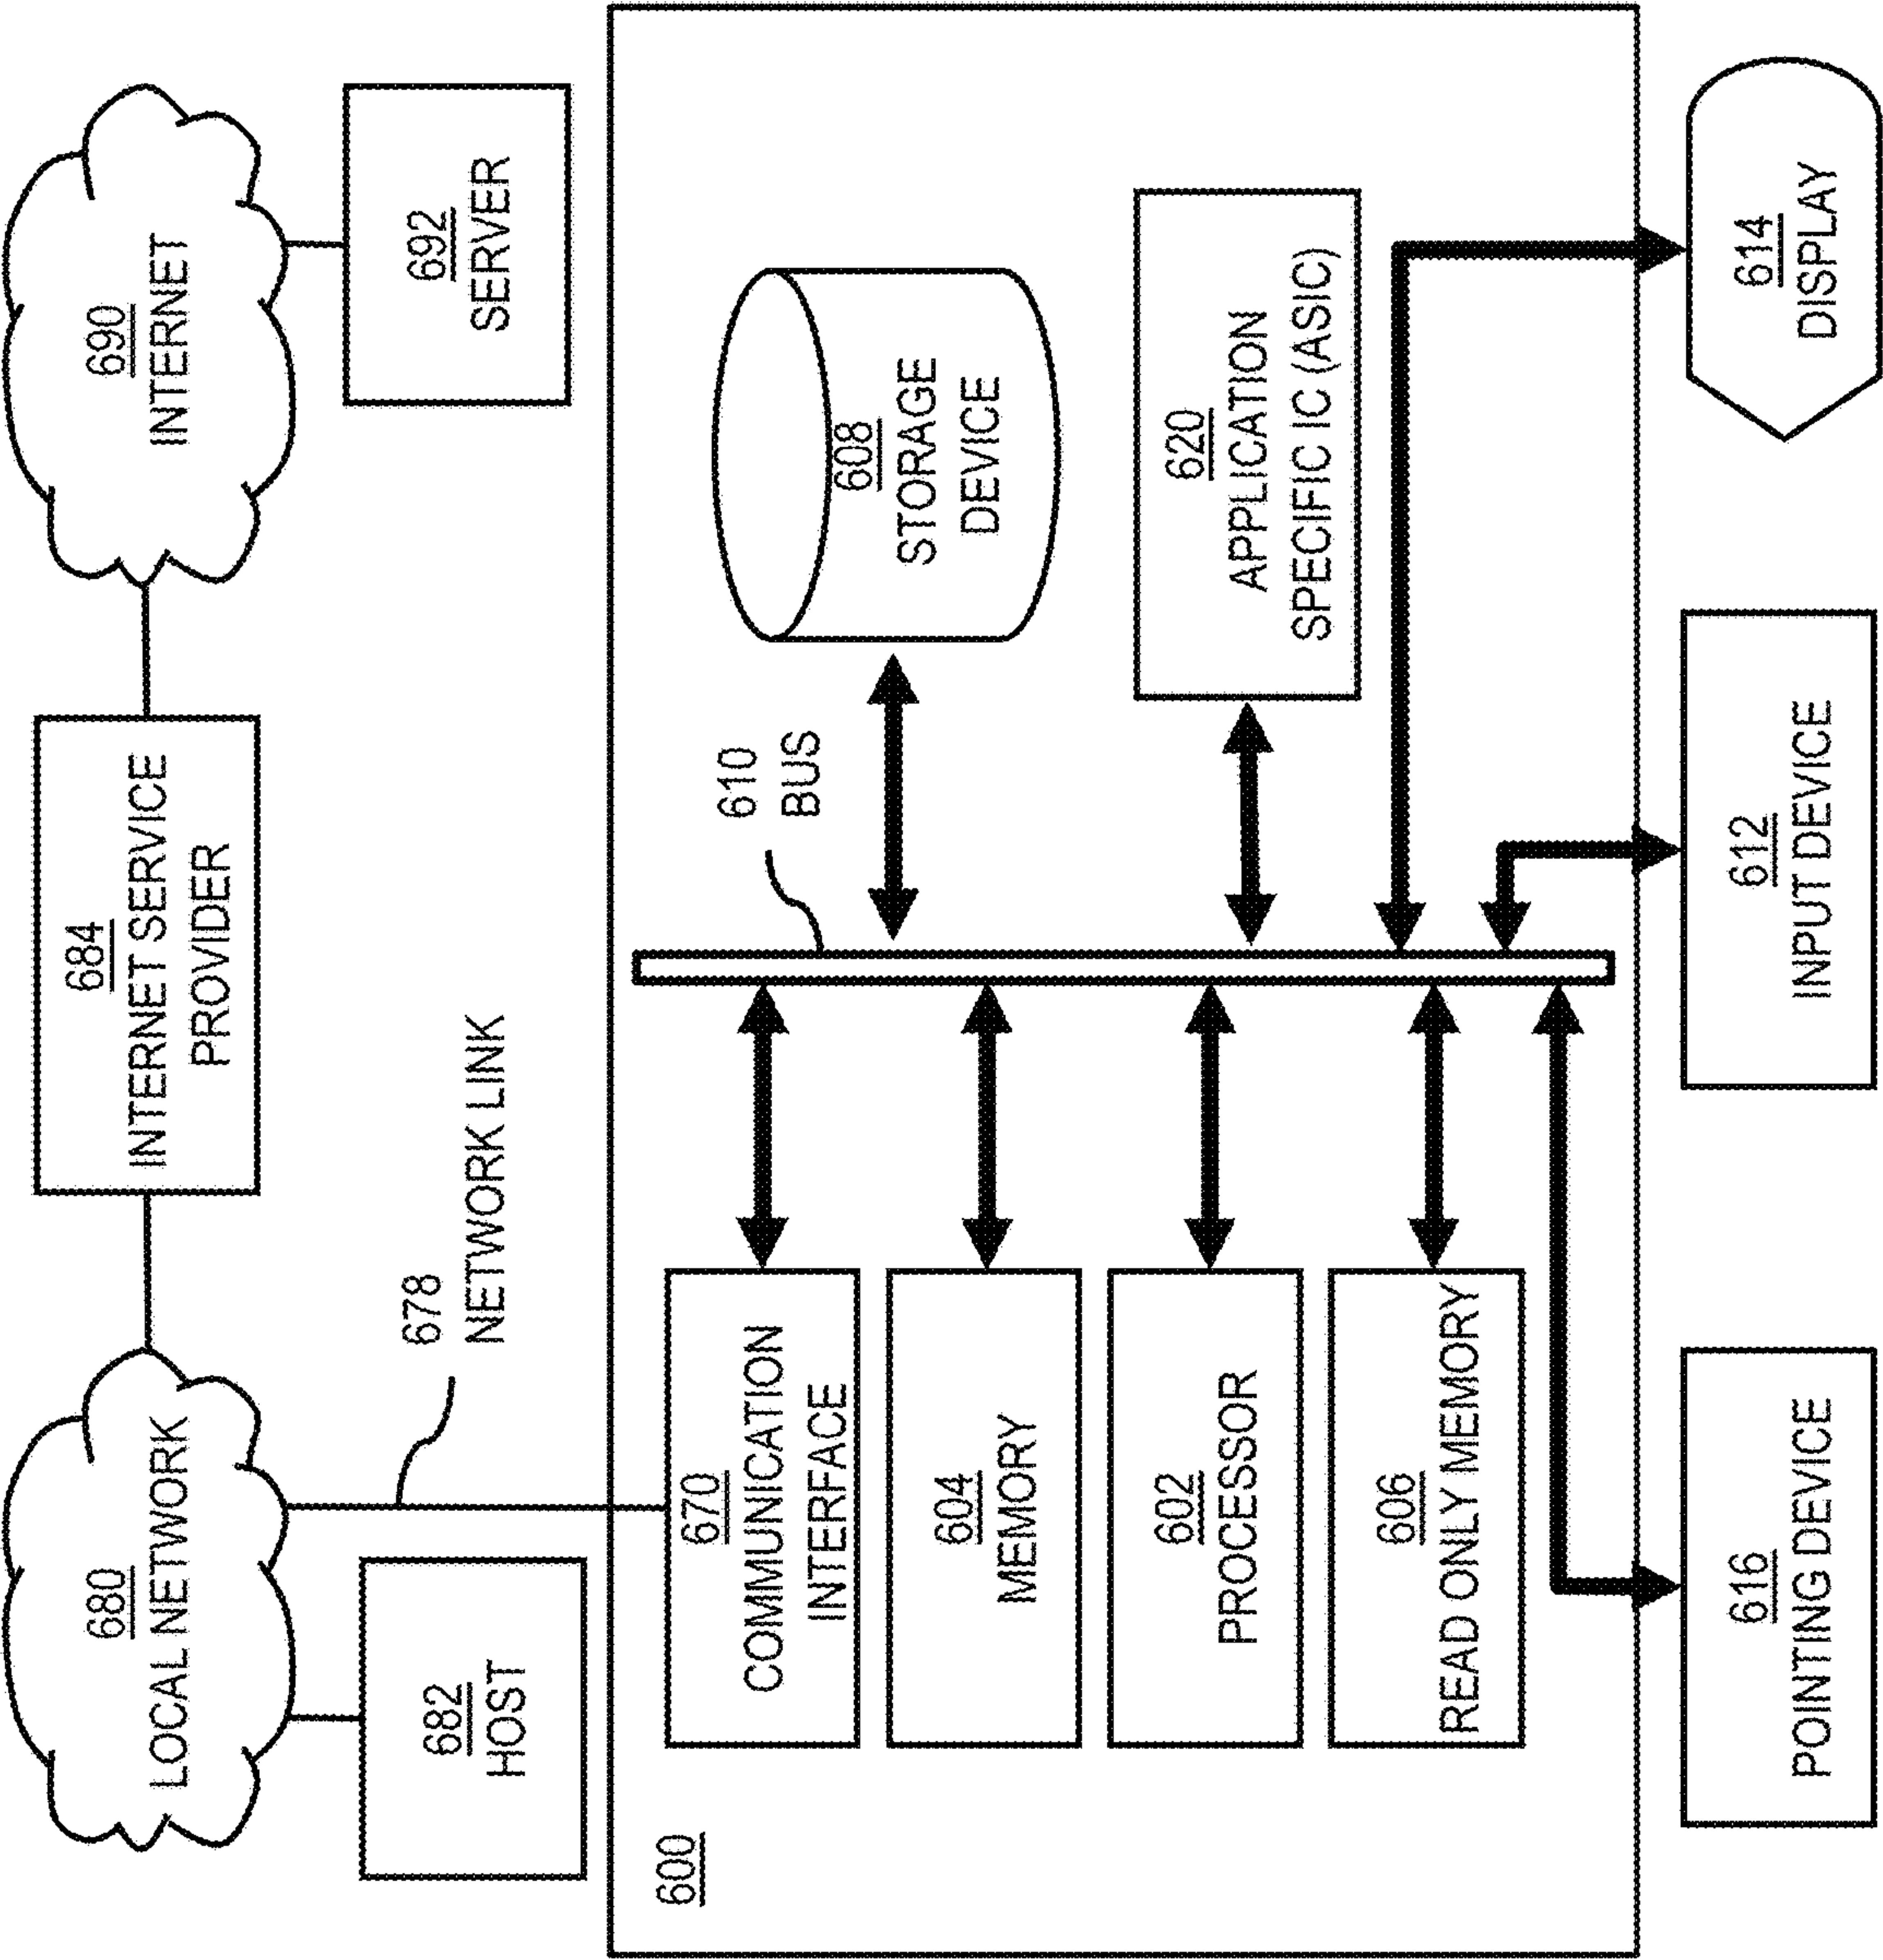 680
LOCAL NETWORK
684
INTERNET SERVICE
PROVIDER
690
INTERNET
682
HOST
678
NETWORK LINK
692
SERVER
600
670
COMMUNICATION
INTERFACE
610
BUS
608
STORAGE
DEVICE
604
MEMORY
602
PROCESSOR
620
APPLICATION
SPECIFIC IC (ASIC)
606
READ ONLY MEMORY
616
POINTING DEVICE
612
INPUT DEVICE
614
DISPLAY